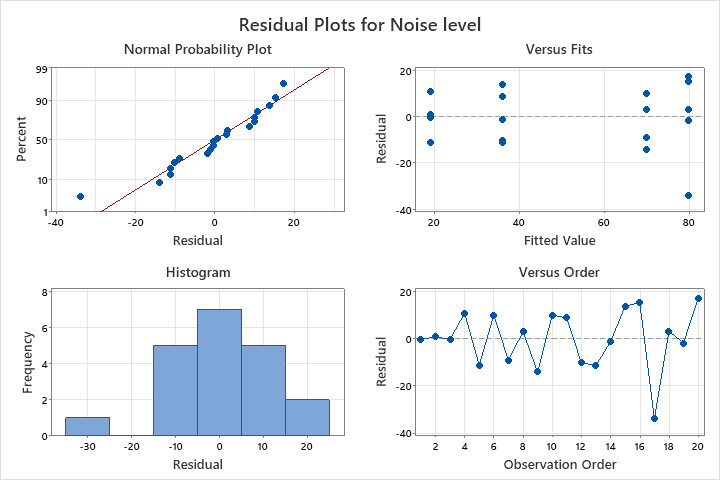 Residual Plots for Noise level
Normal Probability Plot
99
90
50
10
1
Percent
-40 -20 0 20
Residual
Versus Fits
20
0
-20
-40
Residual
20 40 60 80
Fitted Value
Histogram
8
6
4
2
0
Frequency
-30 -20 -10 0 10 20
Residual
Versus Order
20
0
-20
-40
Residual
2 4 6 8 10 12 14 16 18 20
Observation Order